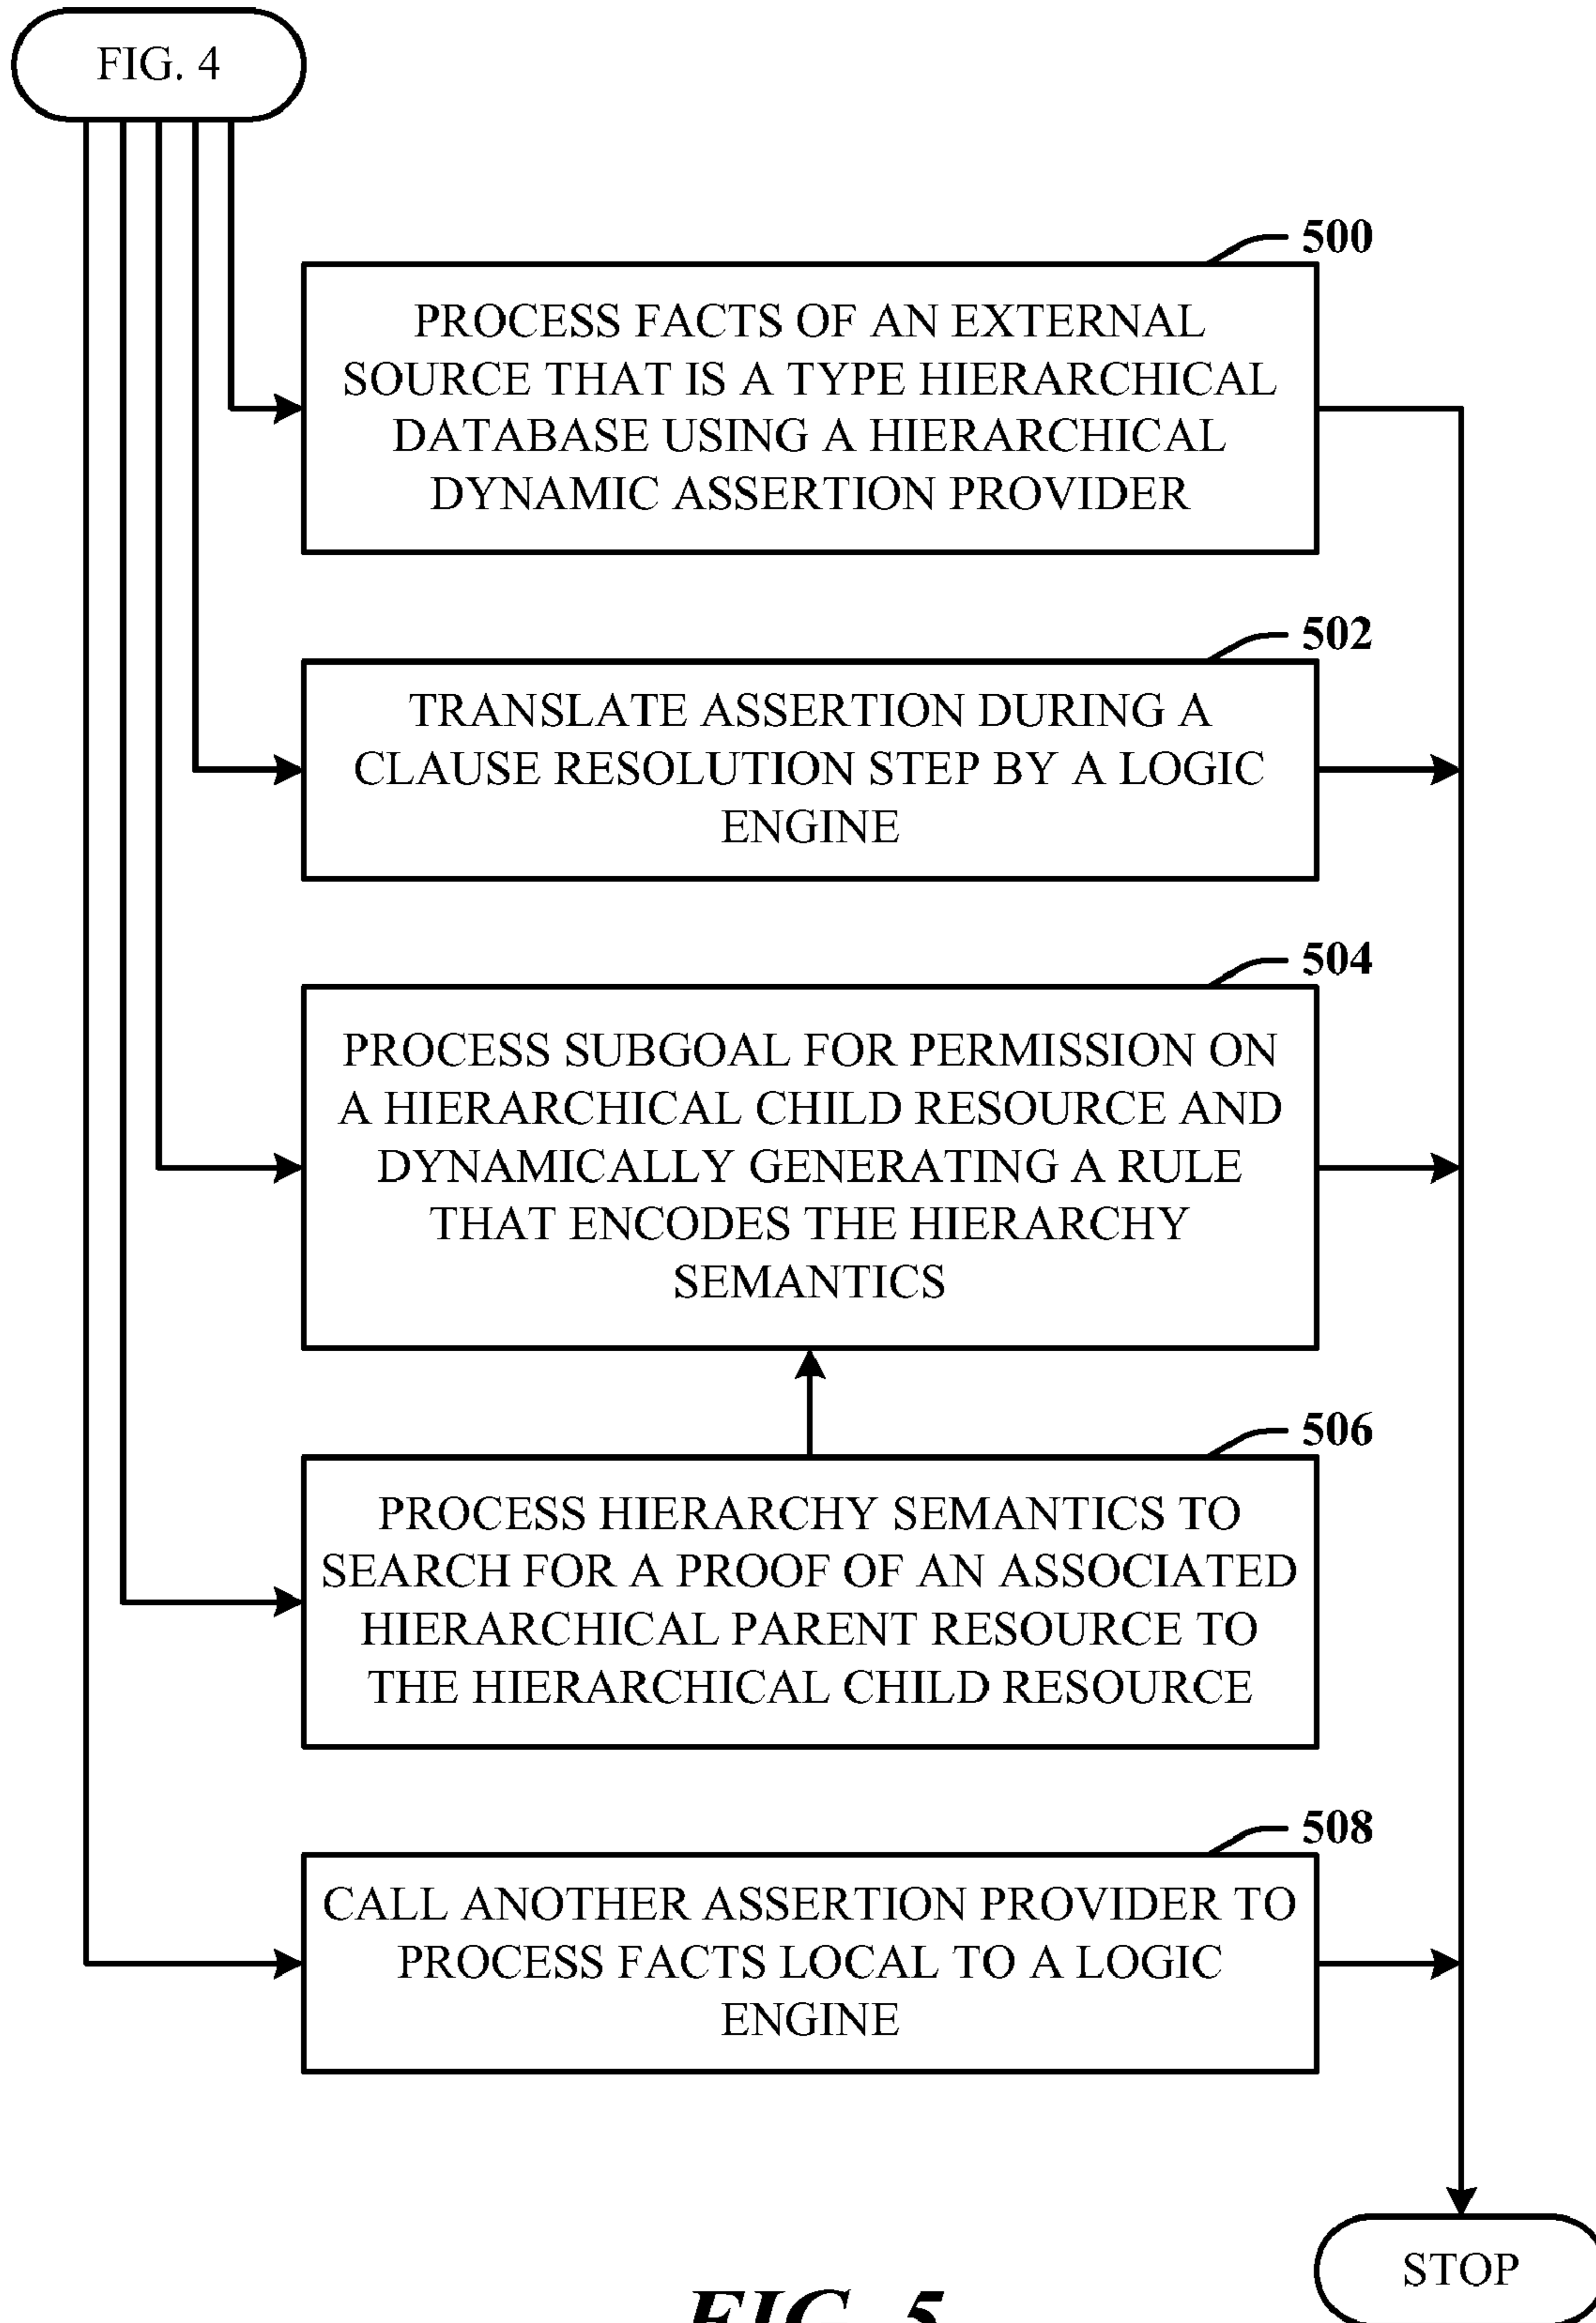 FIG. 4
500
PROCESS FACTS OF AN EXTERNAL
SOURCE THAT IS A TYPE HIERARCHICAL
DATABASE USING A HIERARCHICAL
DYNAMIC ASSERTION PROVIDER
502
TRANSLATE ASSERTION DURING A
CLAUSE RESOLUTION STEP BY A LOGIC
ENGINE
504
PROCESS SUBGOAL FOR PERMISSION ON
A HIERARCHICAL CHILD RESOURCE AND
DYNAMICALLY GENERATING A RULE
THAT ENCODES THE HIERARCHY
SEMANTICS
506
PROCESS HIERARCHY SEMANTICS TO
SEARCH FOR A PROOF OF AN ASSOCIATED
HIERARCHICAL PARENT RESOURCE TO
THE HIERARCHICAL CHILD RESOURCE
508
CALL ANOTHER ASSERTION PROVIDER TO
PROCESS FACTS LOCAL TO A LOGIC
ENGINE
STOP
FIG. 5